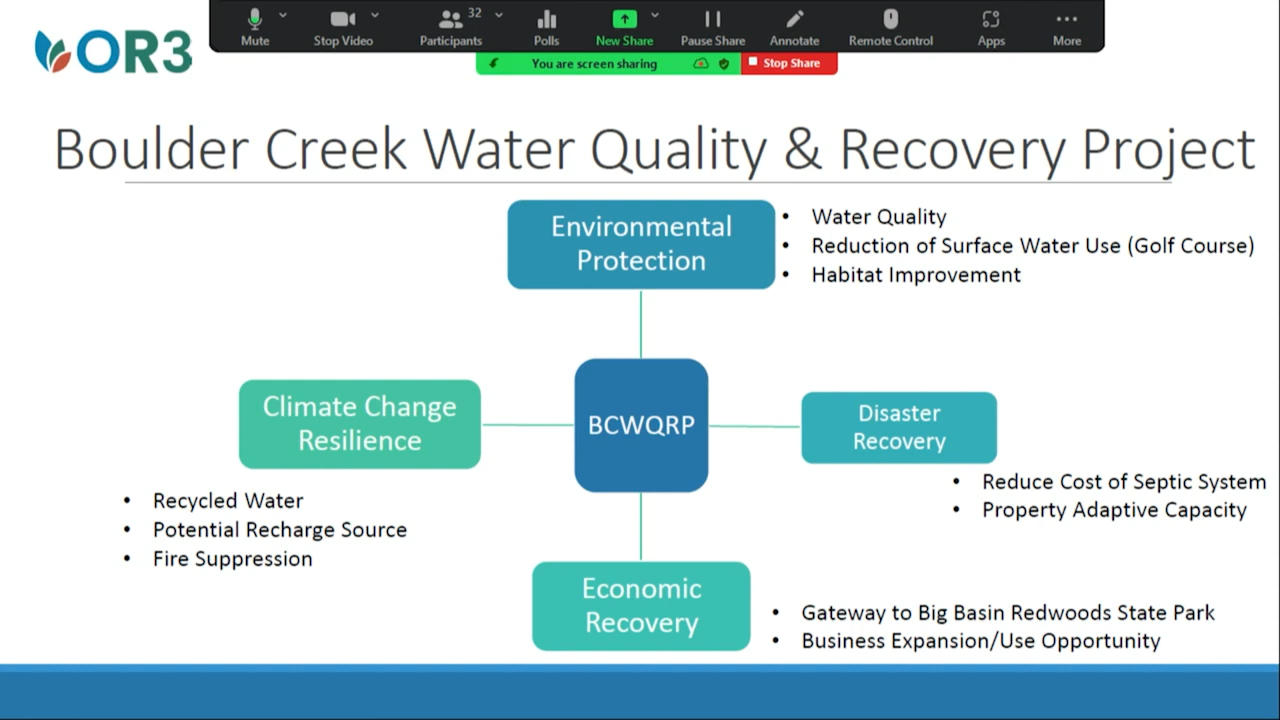 OR3
Mute
Stop Video
Participants
32
Polls
New Share
Pause Share
Annotate
Remote Control
Apps
More
You are screen sharing
Stop Share
Boulder Creek Water Quality & Recovery Project
Environmental
Protection
• Water Quality
• Reduction of Surface Water Use (Golf Course)
• Habitat Improvement
Climate Change
Resilience
BCWQRP
Disaster
Recovery
• Recycled Water
• Potential Recharge Source
• Fire Suppression
• Reduce Cost of Septic System
• Property Adaptive Capacity
Economic
Recovery
• Gateway to Big Basin Redwoods State Park
• Business Expansion/Use Opportunity